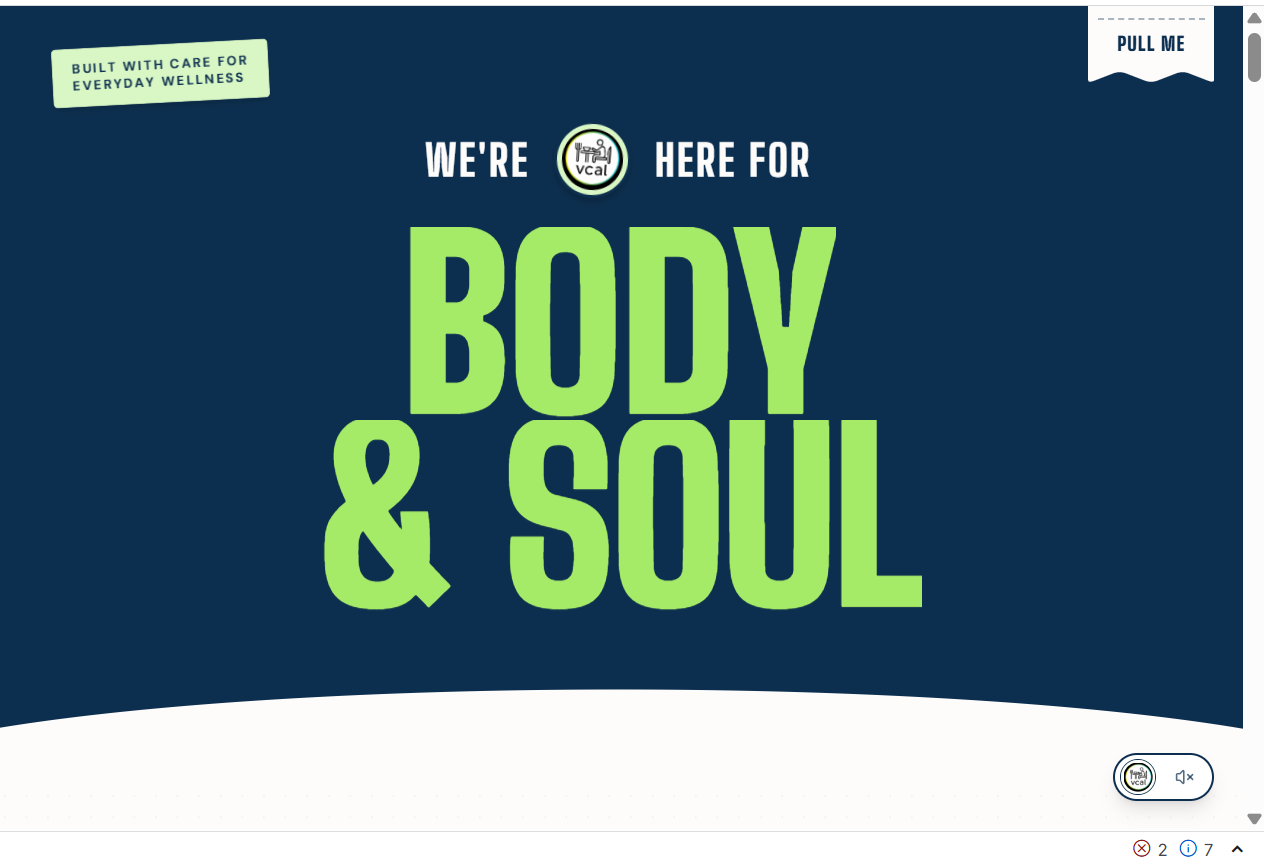 BUILT WITH CARE FOR
EVERYDAY WELLNESS
PULL ME
WE'RE vcal HERE FOR
BODY
& SOUL
vcal
2 7